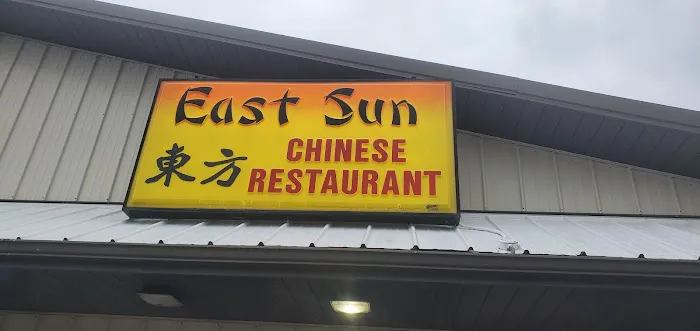 East Sun
東方
CHINESE
RESTAURANT